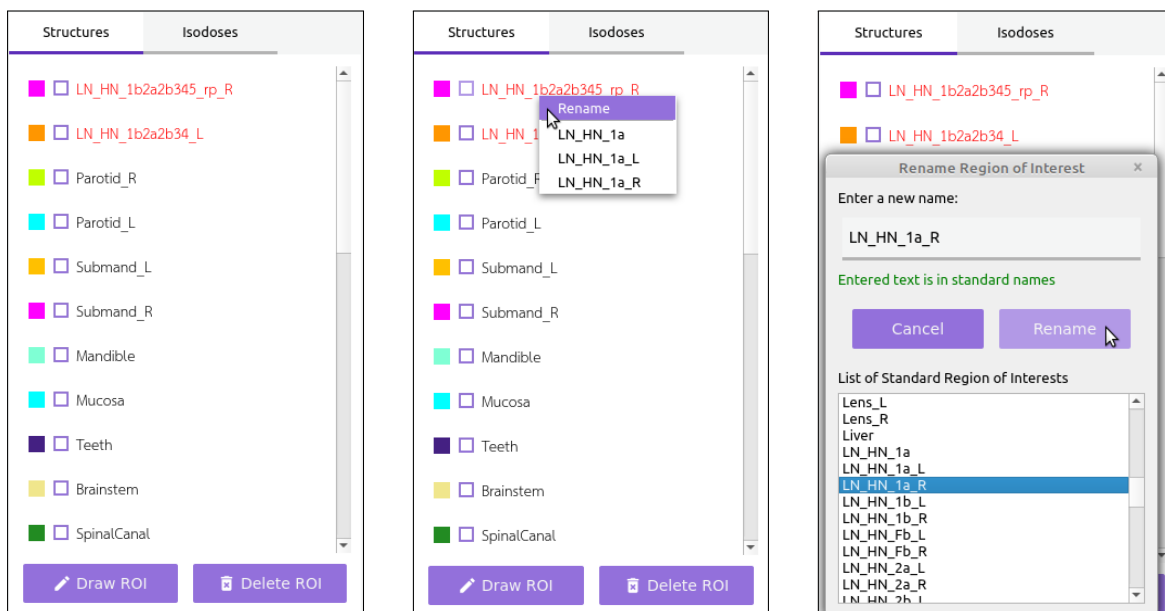 Structures Isodoses
LN_HN_1b2a2b345_rp_R
LN_HN_1b2a2b34_L
Parotid_R
Parotid_L
Submand_L
Submand_R
Mandible
Mucosa
Teeth
Brainstem
SpinalCanal
Draw ROI Delete ROI
Structures Isodoses
LN_HN_1b2a2b345_rp_R
Rename
LN_HN_1
LN_HN_1a
LN_HN_1a_L
LN_HN_1a_R
Parotid_R
Parotid_L
Submand_L
Submand_R
Mandible
Mucosa
Teeth
Brainstem
SpinalCanal
Draw ROI Delete ROI
Structures Isodoses
LN_HN_1b2a2b345_rp_R
LN_HN_1b2a2b34_L
Rename Region of Interest ×
Enter a new name:
LN_HN_1a_R
Entered text is in standard names
Cancel Rename
List of Standard Region of Interests
Lens_L
Lens_R
Liver
LN_HN_1a
LN_HN_1a_L
LN_HN_1a_R
LN_HN_1b_L
LN_HN_1b_R
LN_HN_Fb_L
LN_HN_Fb_R
LN_HN_2a_L
LN_HN_2a_R
LN_HN_2b_L